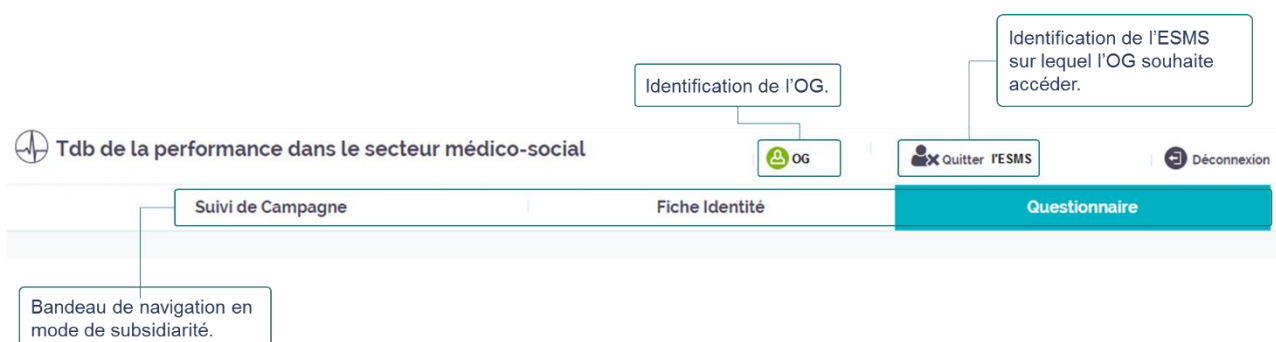 Identification de l'ESMS
sur lequel l'OG souhaite
accéder.
Identification de l'OG.
Tdb de la performance dans le secteur médico-social
OG
Quitter l'ESMS
Déconnexion
Suivi de Campagne
Fiche Identité
Questionnaire
Bandeau de navigation en
mode de subsidiarité.